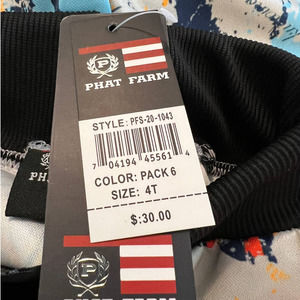 P
PHAT FARM
STYLE: PFS-20-1043
7 04194 45561 4
COLOR: PACK 6
SIZE: 4T
$:30.00
PH
P
PHAT FARM